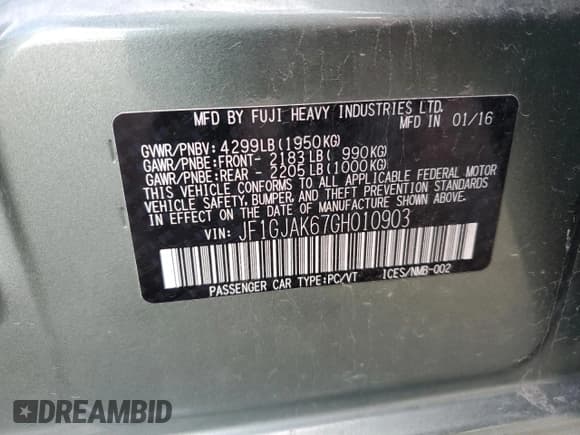 MFD BY FUJI HEAVY INDUSTRIES LTD.
MFD IN 01/16
GVWR/PNBV: 4299LB(1950KG)
GAWR/PNBE:FRONT- 2183LB( 990KG)
GAWR/PNBE:REAR - 2205LB(1000KG)
THIS VEHICLE CONFORMS TO ALL APPLICABLE FEDERAL MOTOR
VEHICLE SAFETY, BUMPER, AND THEFT PREVENTION STANDARDS
IN EFFECT ON THE DATE OF MANUFACTURE SHOWN ABOVE.
VIN: JF1GJAK67GH010903
PASSENGER CAR TYPE:PC/VT ICES/NMB-002
DREAMBID